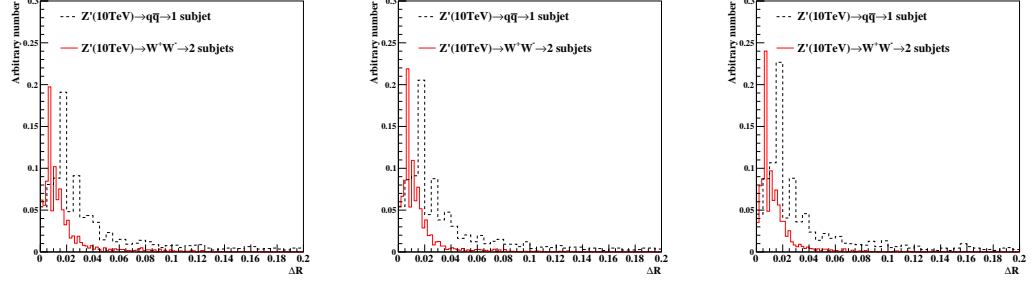 Arbitrary number
0.3
0.25
0.2
0.15
0.1
0.05
0
Z'(10TeV)→qq̄→1 subjet
Z'(10TeV)→W⁺W⁻→2 subjets
0 0.02 0.04 0.06 0.08 0.1 0.12 0.14 0.16 0.18 0.2
ΔR
Arbitrary number
0.3
0.25
0.2
0.15
0.1
0.05
0
Z'(10TeV)→qq̄→1 subjet
Z'(10TeV)→W⁺W⁻→2 subjets
0 0.02 0.04 0.06 0.08 0.1 0.12 0.14 0.16 0.18 0.2
ΔR
Arbitrary number
0.3
0.25
0.2
0.15
0.1
0.05
0
Z'(10TeV)→qq̄→1 subjet
Z'(10TeV)→W⁺W⁻→2 subjets
0 0.02 0.04 0.06 0.08 0.1 0.12 0.14 0.16 0.18 0.2
ΔR